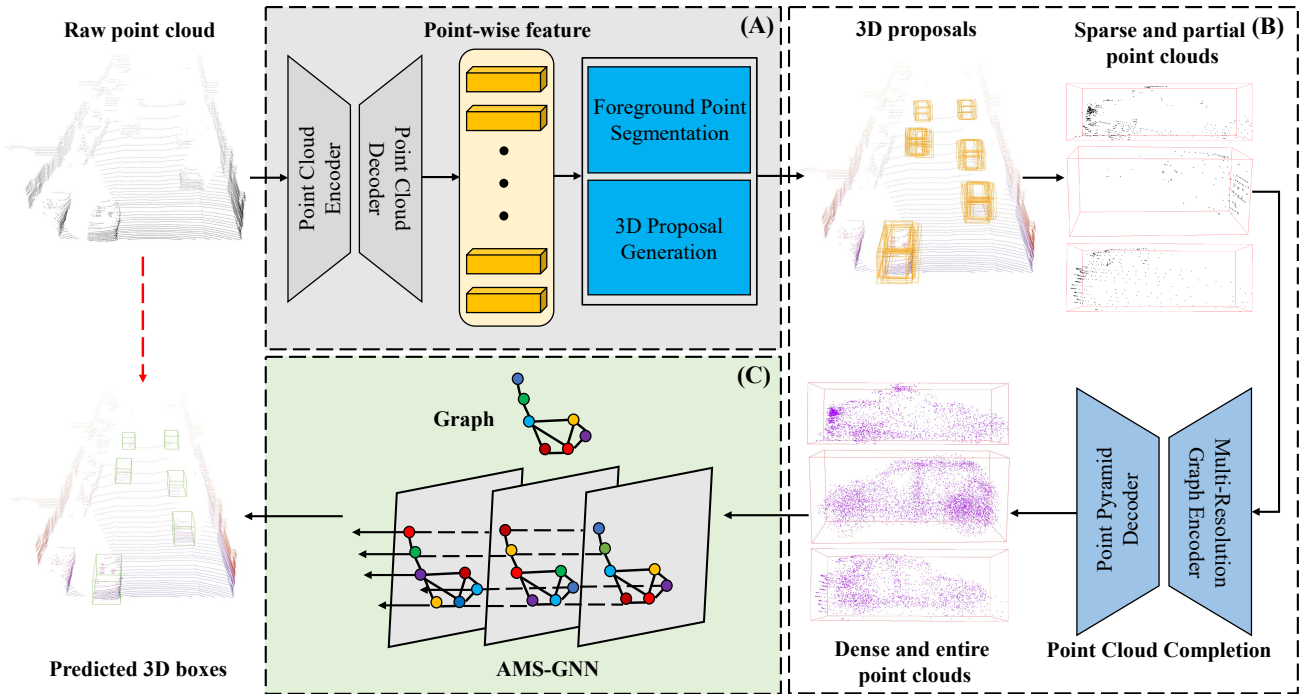 Raw point cloud
(A)
Point-wise feature
Point Cloud
Encoder
Point Cloud
Decoder
Foreground Point
Segmentation
3D Proposal
Generation
3D proposals
(B)
Sparse and partial
point clouds
Multi-Resolution
Graph Encoder
Point Pyramid
Decoder
Point Cloud Completion
Dense and entire
point clouds
(C)
Graph
AMS-GNN
Predicted 3D boxes